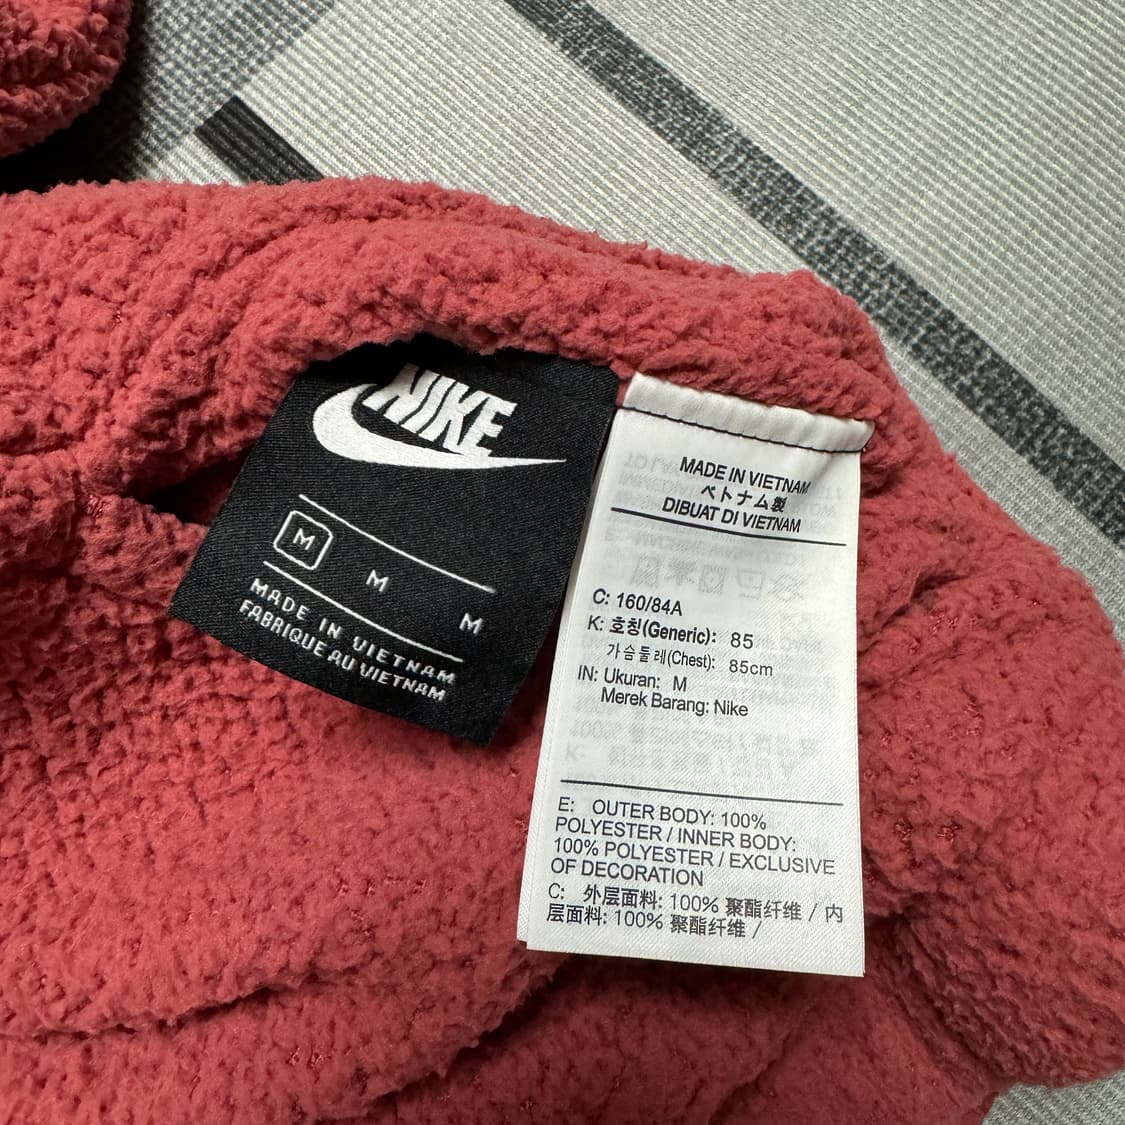 NIKE
M
M
M
MADE IN VIETNAM
FABRIQUE AU VIETNAM
MADE IN VIETNAM
ベトナム製
DIBUAT DI VIETNAM
C: 160/84A
K: 호칭(Generic): 85
가슴둘레(Chest): 85cm
IN: Ukuran: M
Merek Barang: Nike
E: OUTER BODY: 100%
POLYESTER / INNER BODY:
100% POLYESTER / EXCLUSIVE
OF DECORATION
C: 外层面料: 100% 聚酯纤维 / 内
层面料: 100% 聚酯纤维 /